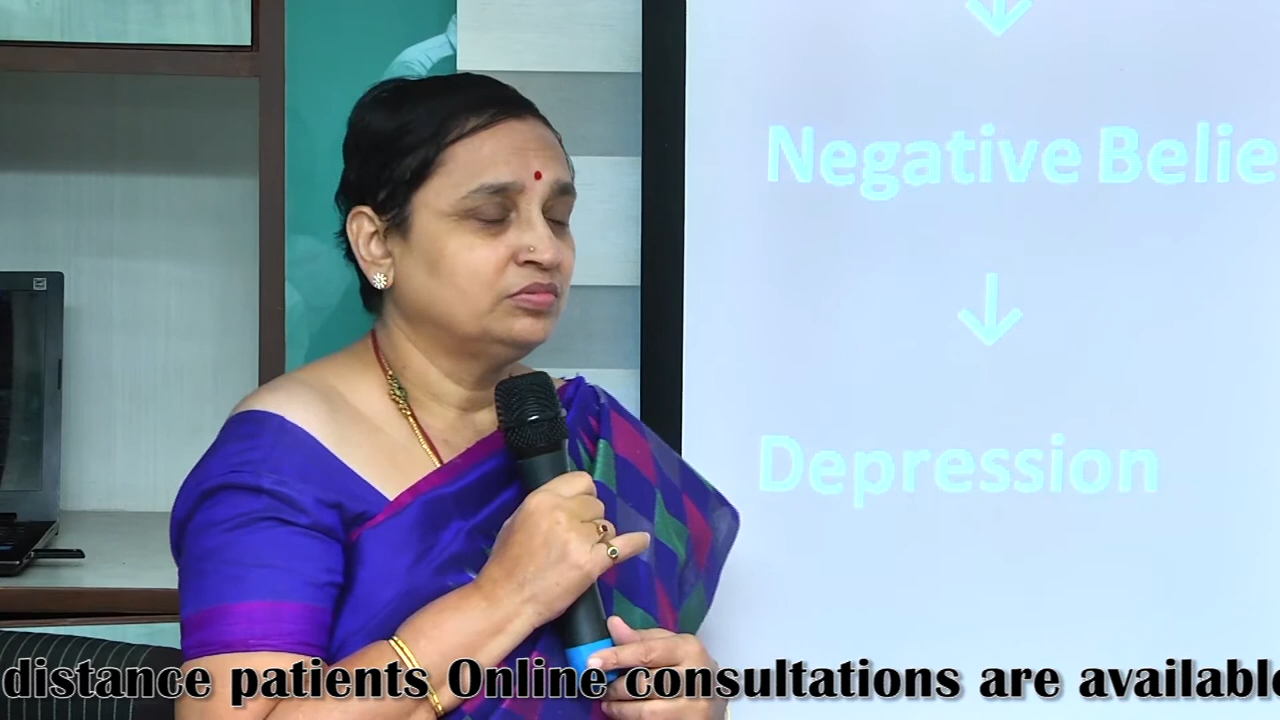 Negative Belie
Depression
distance patients Online consultations are available